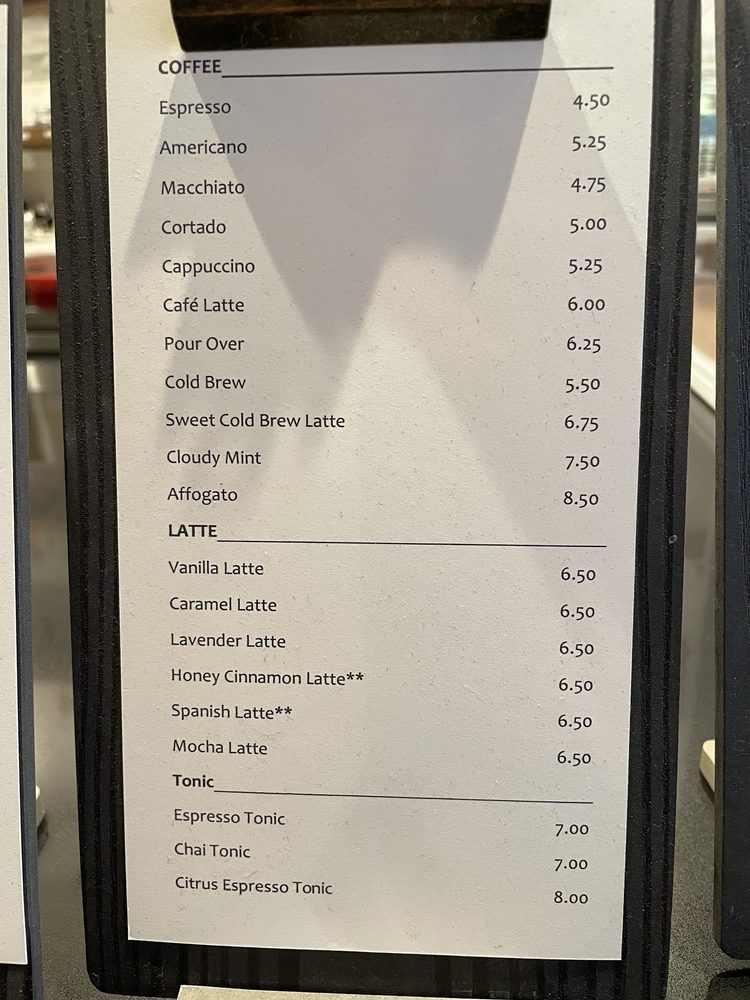 COFFEE
Espresso 4.50
Americano 5.25
Macchiato 4.75
Cortado 5.00
Cappuccino 5.25
Café Latte 6.00
Pour Over 6.25
Cold Brew 5.50
Sweet Cold Brew Latte 6.75
Cloudy Mint 7.50
Affogato 8.50
LATTE
Vanilla Latte 6.50
Caramel Latte 6.50
Lavender Latte 6.50
Honey Cinnamon Latte** 6.50
Spanish Latte** 6.50
Mocha Latte 6.50
Tonic
Espresso Tonic 7.00
Chai Tonic 7.00
Citrus Espresso Tonic 8.00